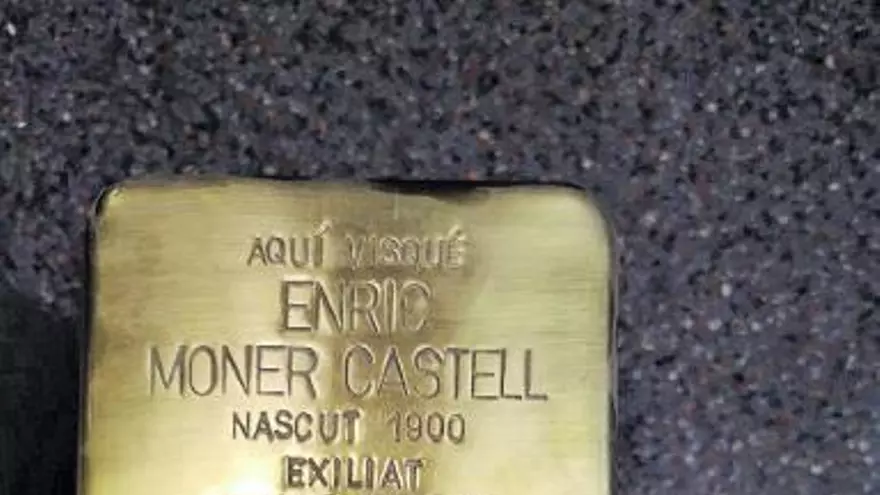 AQUÍ VISQUÉ
ENRIC
MONER CASTELL
NASCUT 1900
EXILIAT